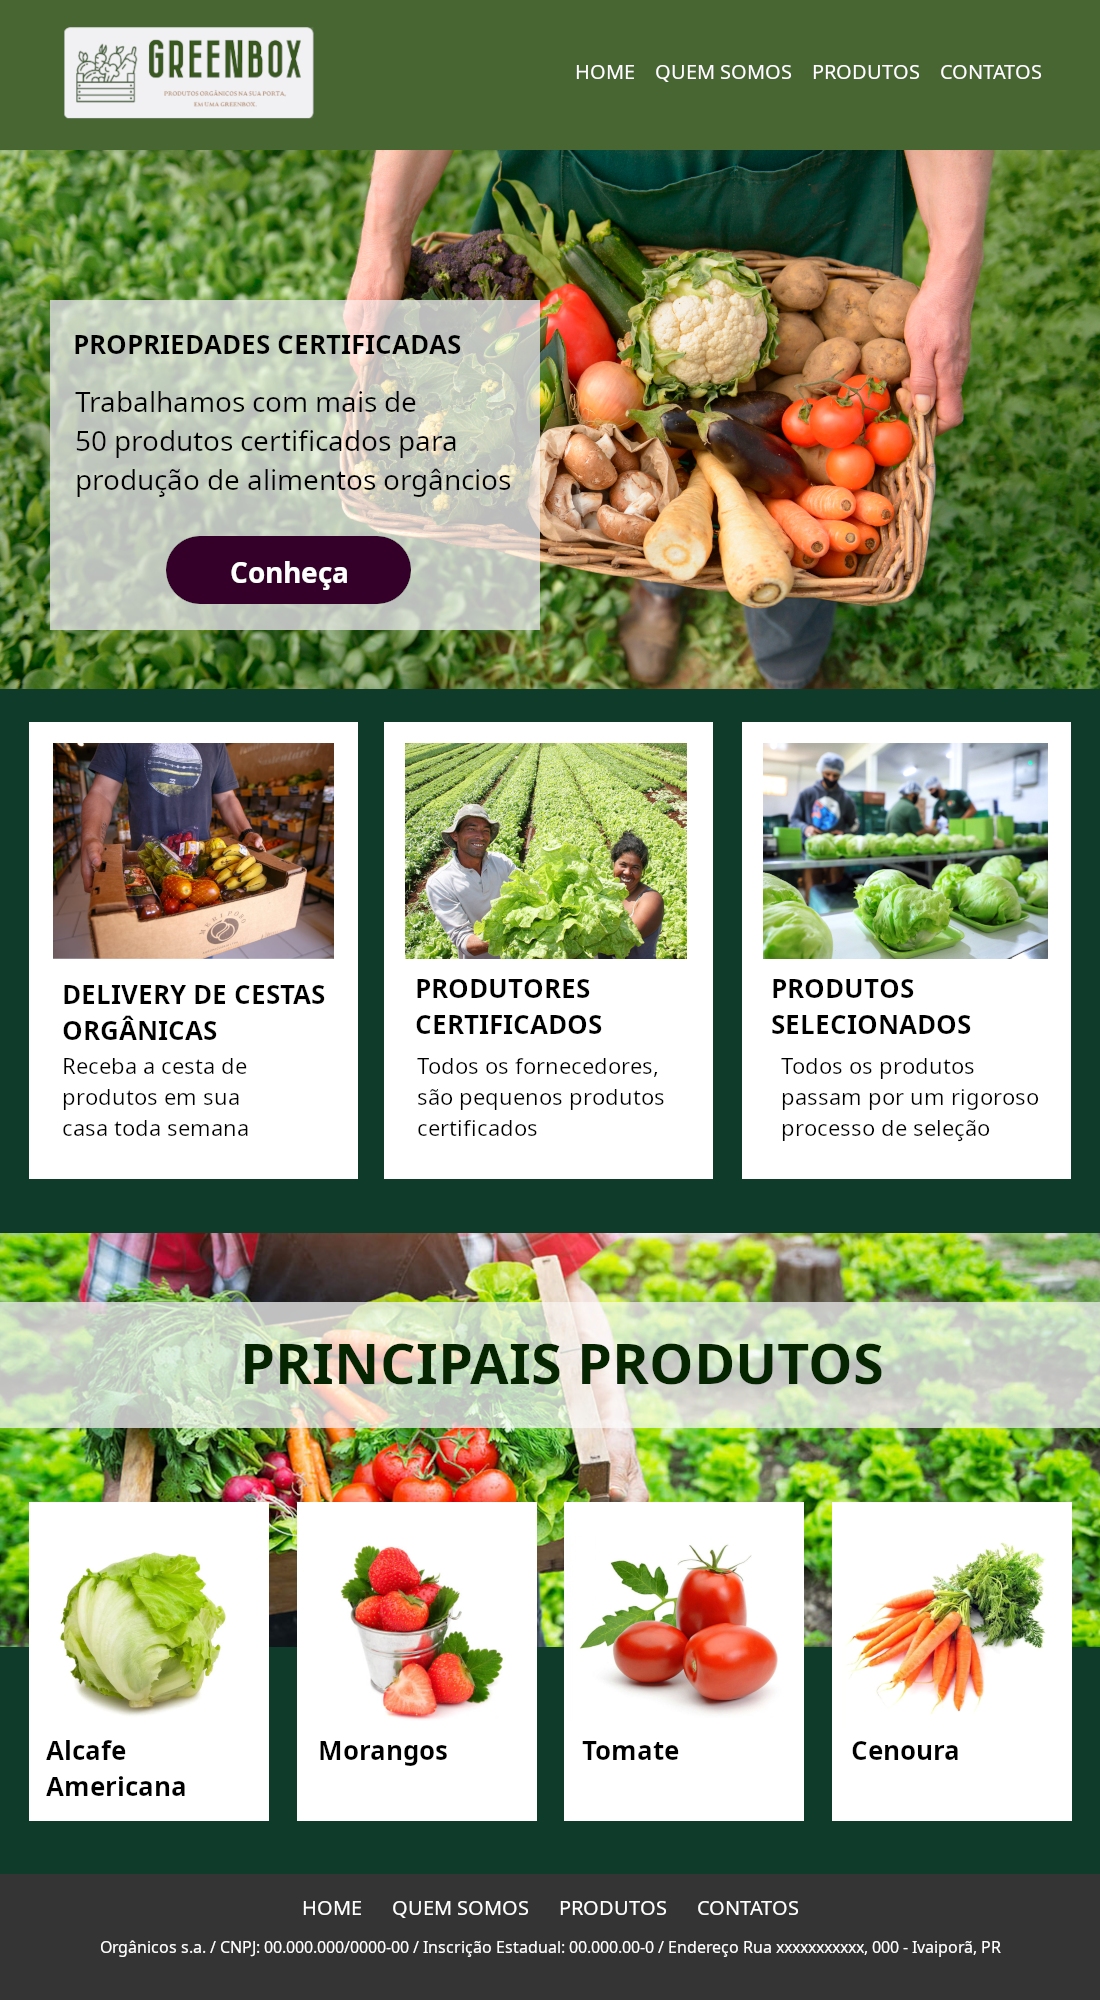 GREENBOX
PRODUTOS ORGÂNICOS NA SUA PORTA.
EM UMA GREENBOX.
HOME QUEM SOMOS PRODUTOS CONTATOS
PROPRIEDADES CERTIFICADAS
Trabalhamos com mais de
50 produtos certificados para
produção de alimentos orgâncios
Conheça
DELIVERY DE CESTAS
ORGÂNICAS
Receba a cesta de
produtos em sua
casa toda semana
PRODUTORES
CERTIFICADOS
Todos os fornecedores,
são pequenos produtos
certificados
PRODUTOS
SELECIONADOS
Todos os produtos
passam por um rigoroso
processo de seleção
PRINCIPAIS PRODUTOS
Alcafe
Americana
Morangos
Tomate
Cenoura
HOME QUEM SOMOS PRODUTOS CONTATOS
Orgânicos s.a. / CNPJ: 00.000.000/0000-00 / Inscrição Estadual: 00.000.00-0 / Endereço Rua xxxxxxxxxxx, 000 - Ivaiporã, PR